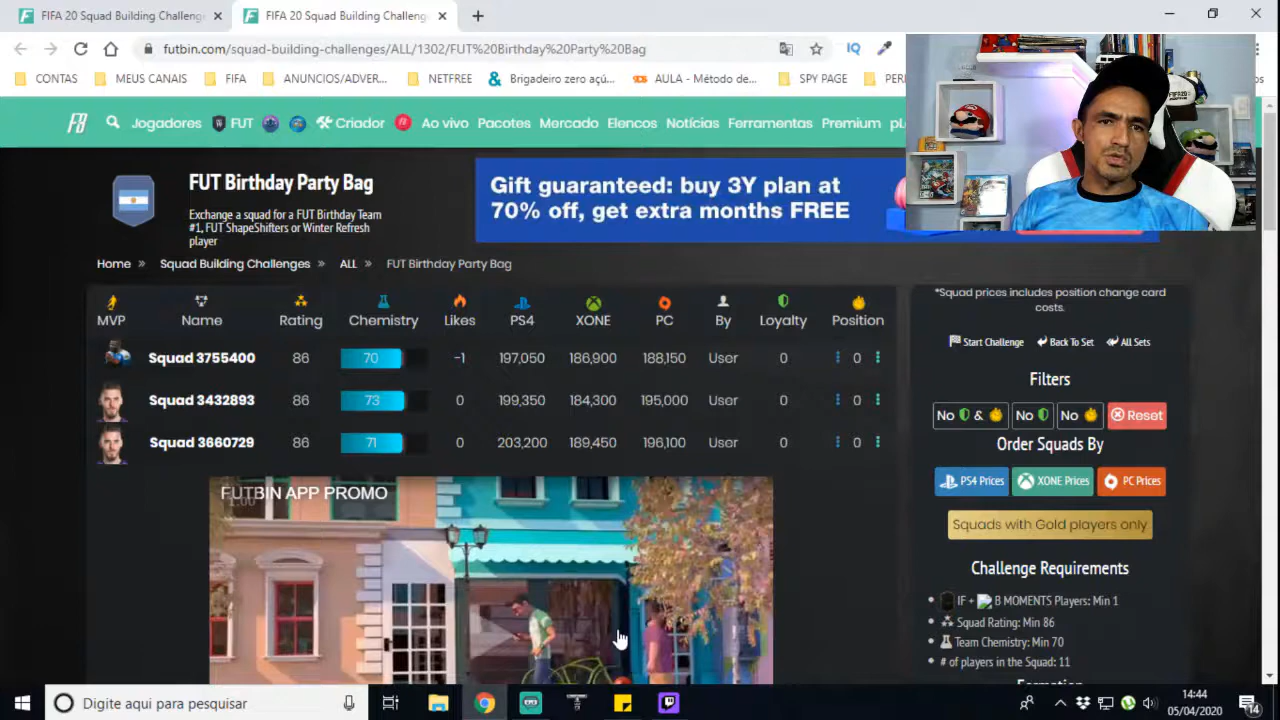 FIFA 20 Squad Building Challeng
FIFA 20 Squad Building Challeng
futbin.com/squad-building-challenges/ALL/1302/FUT%20Birthday%20Party%20Bag
IQ
CONTAS
MEUS CANAIS
FIFA
ANUNCIOS/ADVER...
NETFREE
Brigadeiro zero açú...
AULA - Método de...
SPY PAGE
Jogadores
FUT
Criador
Ao vivo
Pacotes
Mercado
Elencos
Notícias
Ferramentas
Premium
FUT Birthday Party Bag
Exchange a squad for a FUT Birthday Team
#1, FUT ShapeShifters or Winter Refresh
player
Gift guaranteed: buy 3Y plan at
70% off, get extra months FREE
Home » Squad Building Challenges » ALL » FUT Birthday Party Bag
MVP Name Rating Chemistry Likes PS4 XONE PC By Loyalty Position
Squad 3755400 86 70 -1 197,050 186,900 188,150 User 0 0
Squad 3432893 86 73 0 199,350 184,300 195,000 User 0 0
Squad 3660729 86 71 0 203,200 189,450 196,100 User 0 0
FUTBIN APP PROMO
*Squad prices includes position change card
costs.
Start Challenge Back To Set All Sets
Filters
No & No No Reset
Order Squads By
PS4 Prices XONE Prices PC Prices
Squads with Gold players only
Challenge Requirements
IF + B MOMENTS Players: Min 1
Squad Rating: Min 86
Team Chemistry: Min 70
# of players in the Squad: 11
Digite aqui para pesquisar
14:44
05/04/2020
14